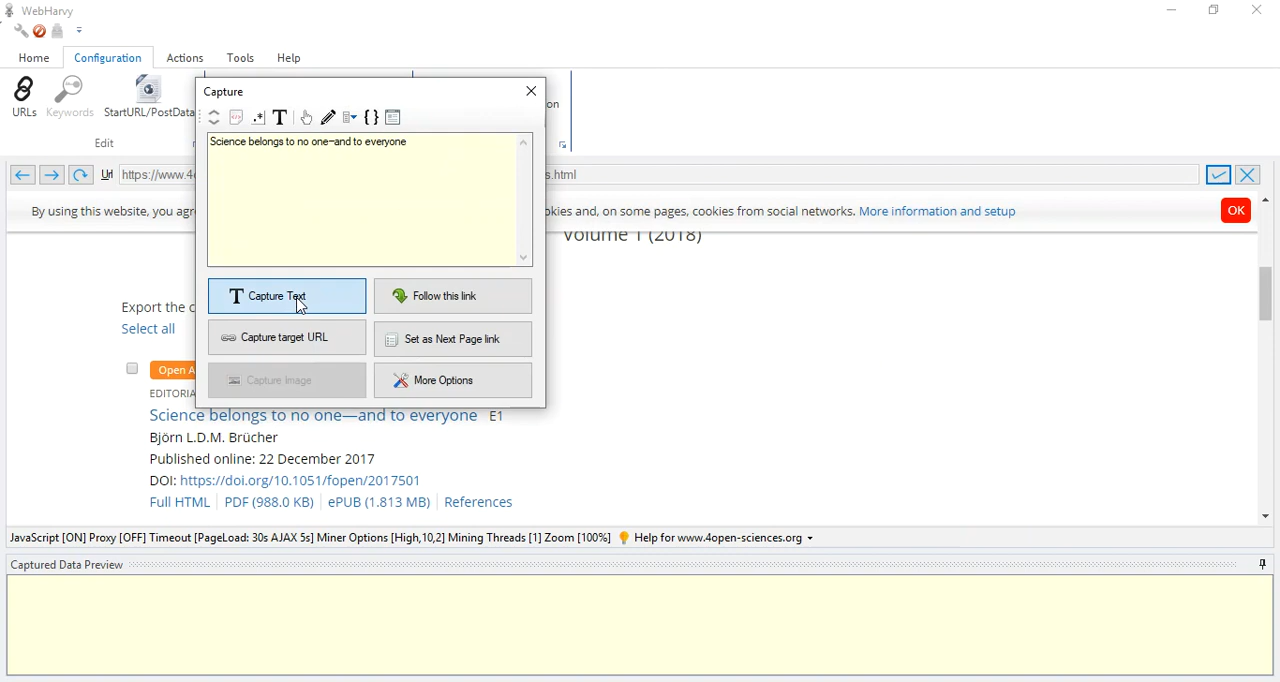 WebHarvy
Home Configuration Actions Tools Help
URLs Keywords StartURL/PostData
Edit
on
Capture
Science belongs to no one—and to everyone
Capture Text Follow this link
Capture target URL Set as Next Page link
Capture Image More Options
Url https://www.4 s.html
By using this website, you agr kies and, on some pages, cookies from social networks. More information and setup OK
Volume 1 (2018)
Export the c
Select all
Open A
EDITORIA
Science belongs to no one—and to everyone E1
Björn L.D.M. Brücher
Published online: 22 December 2017
DOI: https://doi.org/10.1051/fopen/2017501
Full HTML PDF (988.0 KB) ePUB (1.813 MB) References
JavaScript [ON] Proxy [OFF] Timeout [PageLoad: 30s AJAX 5s] Miner Options [High,10,2] Mining Threads [1] Zoom [100%] Help for www.4open-sciences.org
Captured Data Preview